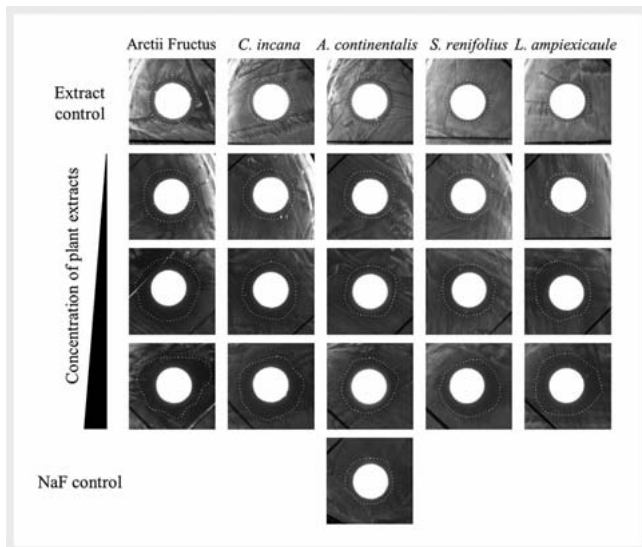 Arctii Fructus C. incana A. continentalis S. renifolius L. ampiexicaule
Extract
control
Concentration of plant extracts
NaF control